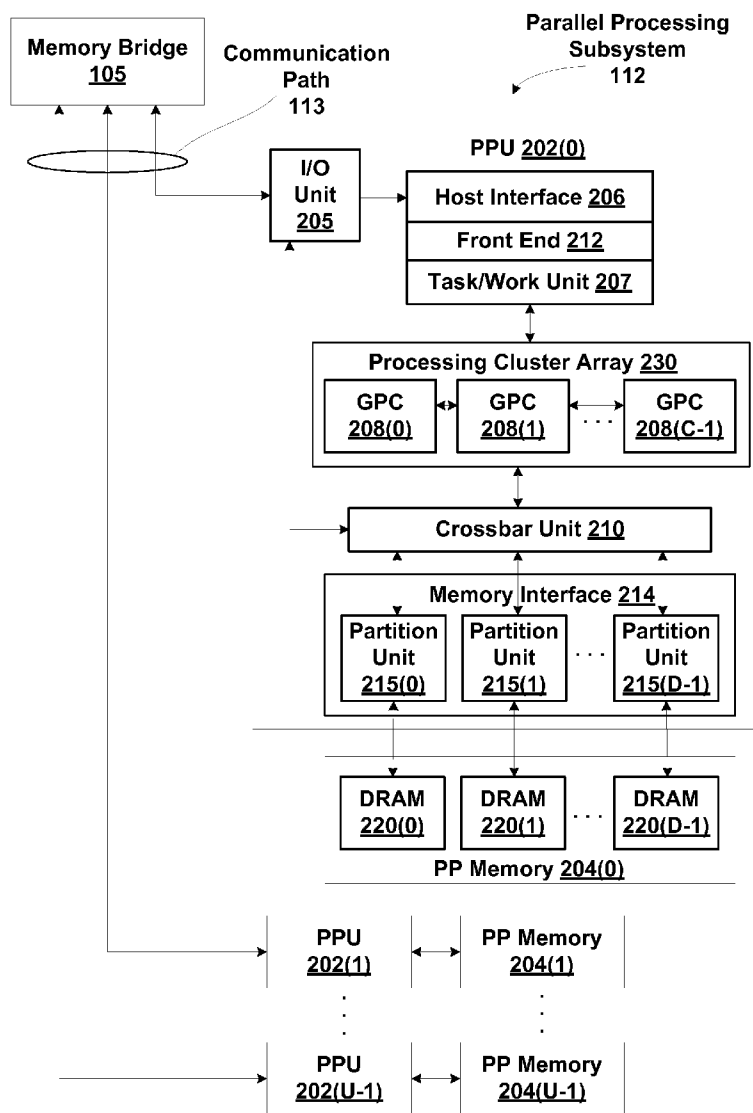 Memory Bridge
105
Communication
Path
113
Parallel Processing
Subsystem
112
PPU 202(0)
I/O
Unit
205
Host Interface 206
Front End 212
Task/Work Unit 207
Processing Cluster Array 230
GPC
208(0)
GPC
208(1)
. . .
GPC
208(C-1)
Crossbar Unit 210
Memory Interface 214
Partition
Unit
215(0)
Partition
Unit
215(1)
. . .
Partition
Unit
215(D-1)
DRAM
220(0)
DRAM
220(1)
. . .
DRAM
220(D-1)
PP Memory 204(0)
PPU
202(1)
PP Memory
204(1)
PPU
202(U-1)
PP Memory
204(U-1)